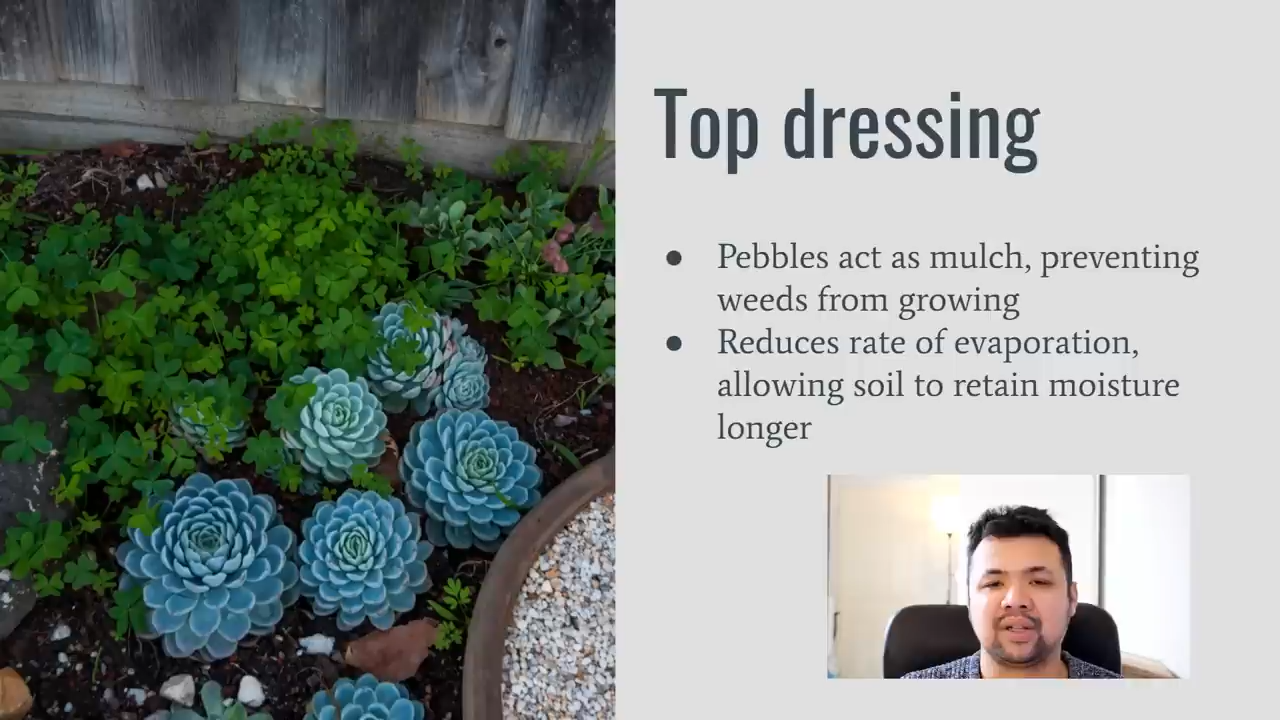 Top dressing
● Pebbles act as mulch, preventing
weeds from growing
● Reduces rate of evaporation,
allowing soil to retain moisture
longer